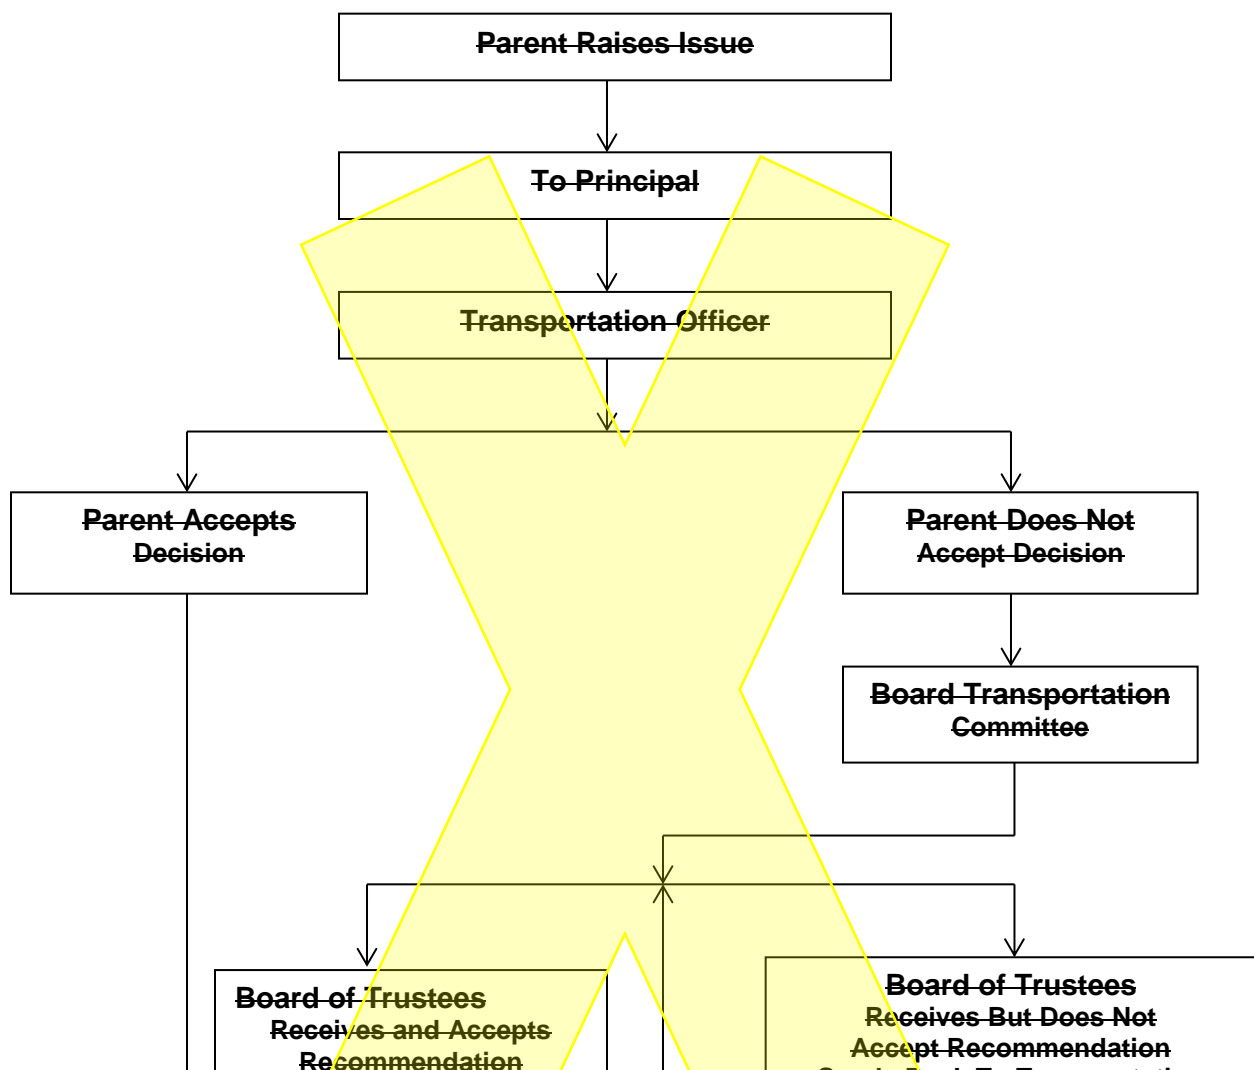 Parent Raises Issue
To Principal
Transportation Officer
Parent Accepts
Decision
Parent Does Not
Accept Decision
Board Transportation
Committee
Board of Trustees
Receives and Accepts
Recommendation
Board of Trustees
Receives But Does Not
Accept Recommendation